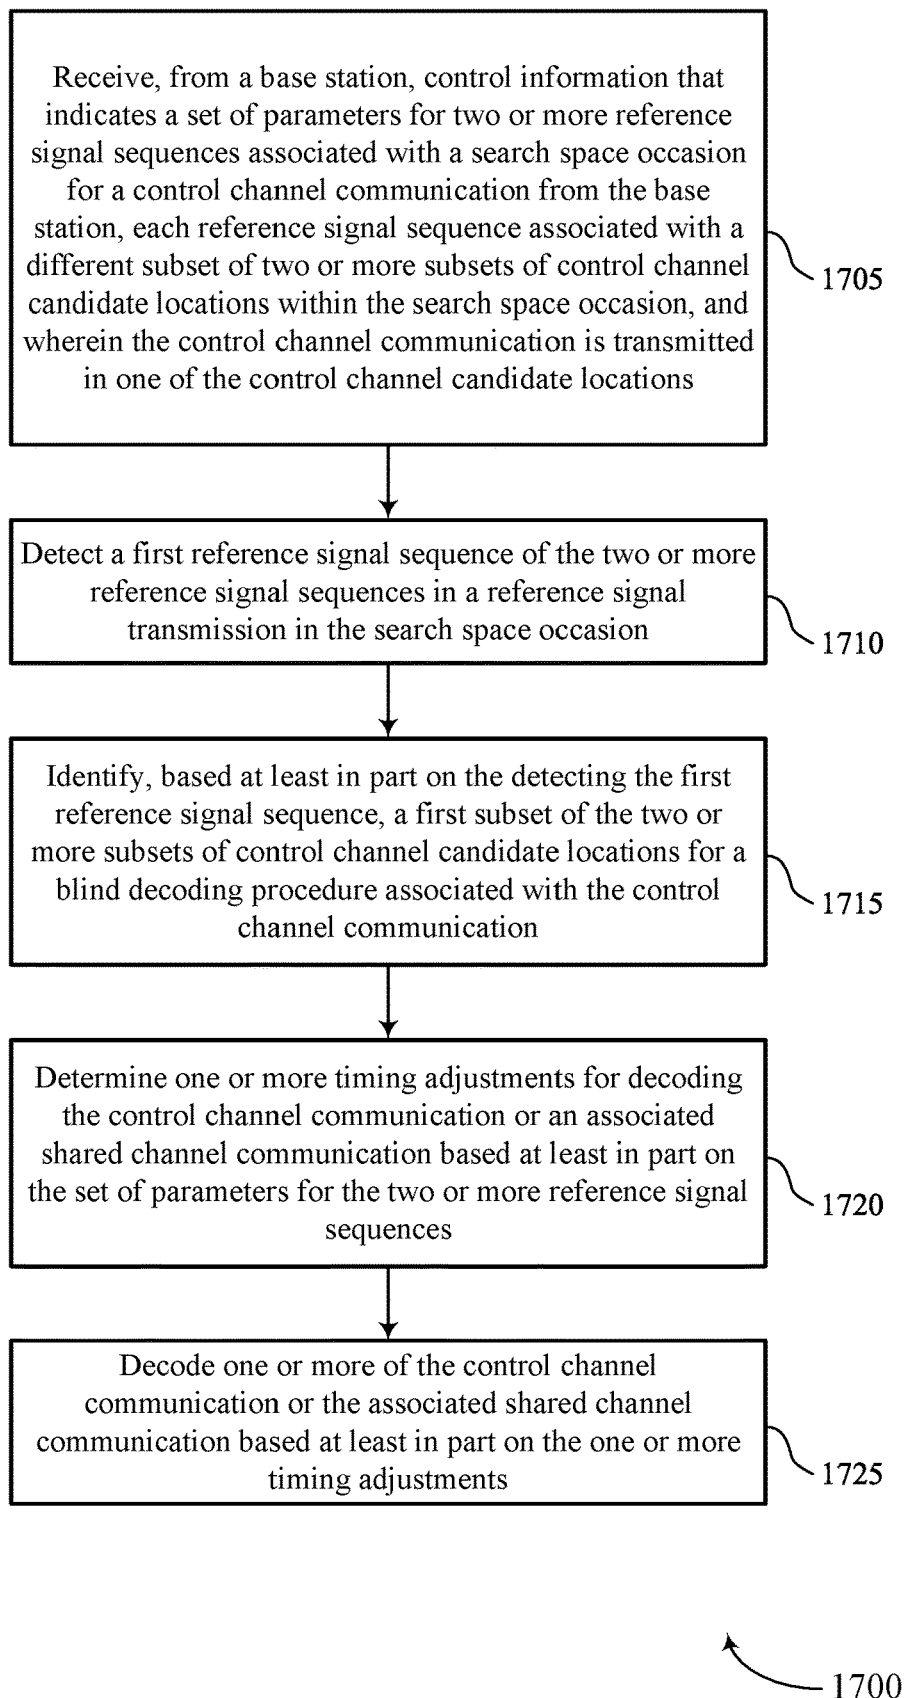 Receive, from a base station, control information that
indicates a set of parameters for two or more reference
signal sequences associated with a search space occasion
for a control channel communication from the base
station, each reference signal sequence associated with a
different subset of two or more subsets of control channel
candidate locations within the search space occasion, and
wherein the control channel communication is transmitted
in one of the control channel candidate locations
1705
Detect a first reference signal sequence of the two or more
reference signal sequences in a reference signal
transmission in the search space occasion
1710
Identify, based at least in part on the detecting the first
reference signal sequence, a first subset of the two or
more subsets of control channel candidate locations for a
blind decoding procedure associated with the control
channel communication
1715
Determine one or more timing adjustments for decoding
the control channel communication or an associated
shared channel communication based at least in part on
the set of parameters for the two or more reference signal
sequences
1720
Decode one or more of the control channel
communication or the associated shared channel
communication based at least in part on the one or more
timing adjustments
1725
1700